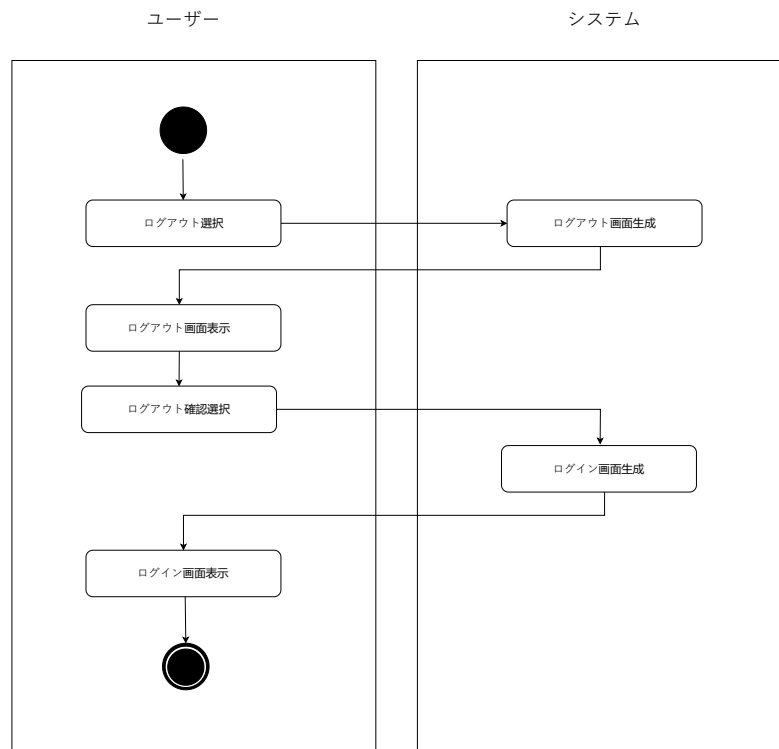 ユーザー
システム
ログアウト選択
ログアウト画面生成
ログアウト画面表示
ログアウト確認選択
ログイン画面生成
ログイン画面表示